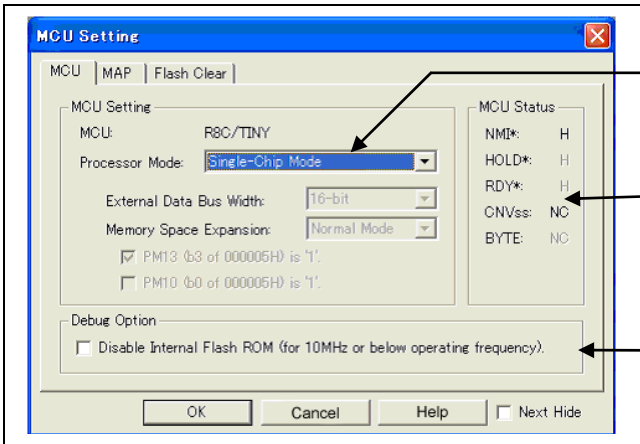 MCU Setting
MCU
MAP
Flash Clear
MCU Setting
MCU: R8C/TINY
Processor Mode: Single-Chip Mode
External Data Bus Width: 16-bit
Memory Space Expansion: Normal Mode
PM13 (b3 of 000005H) is '1'.
PM10 (b0 of 000005H) is '1'.
MCU Status
NMI*: H
HOLD*: H
RDY*: H
CNVss: NC
BYTE: NC
Debug Option
Disable Internal Flash ROM (for 10MHz or below operating frequency).
OK
Cancel
Help
Next Hide